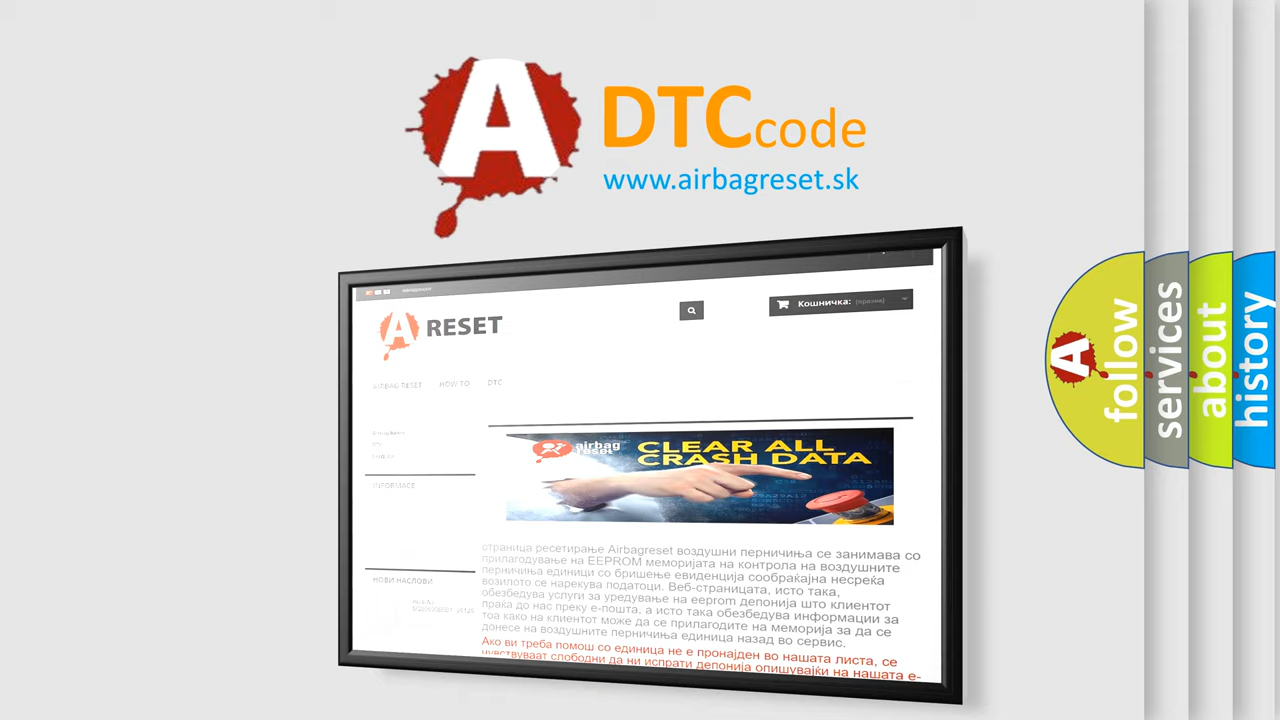 A DTCcode
www.airbagreset.sk
A RESET
Кошничка: (празна)
AIRBAG RESET HOW TO DTC
airbag
reset
CLEAR ALL
CRASH DATA
INFORMACE
НОВИ НАСЛОВИ
страница ресетирање Airbagreset воздушни перничиња се занимава со
прилагодување на EEPROM меморијата на контрола на воздушните
перничиња единици со бришење евиденција сообраќајна несреќа
возилото се нарекува податоци. Веб-страницата, исто така,
обезбедува услуги за уредување на eeprom депонија што клиентот
праќа до нас преку е-пошта, а исто така обезбедува информации за
тоа како на клиентот може да се прилагодите на меморија за да се
донесе на воздушните перничиња единица назад во сервис.
Ако ви треба помош со единица не е пронајден во нашата листа, се
чувствуваат слободни да ни испрати депонија опишувајќи на нашата е-
A follow
services
about
history